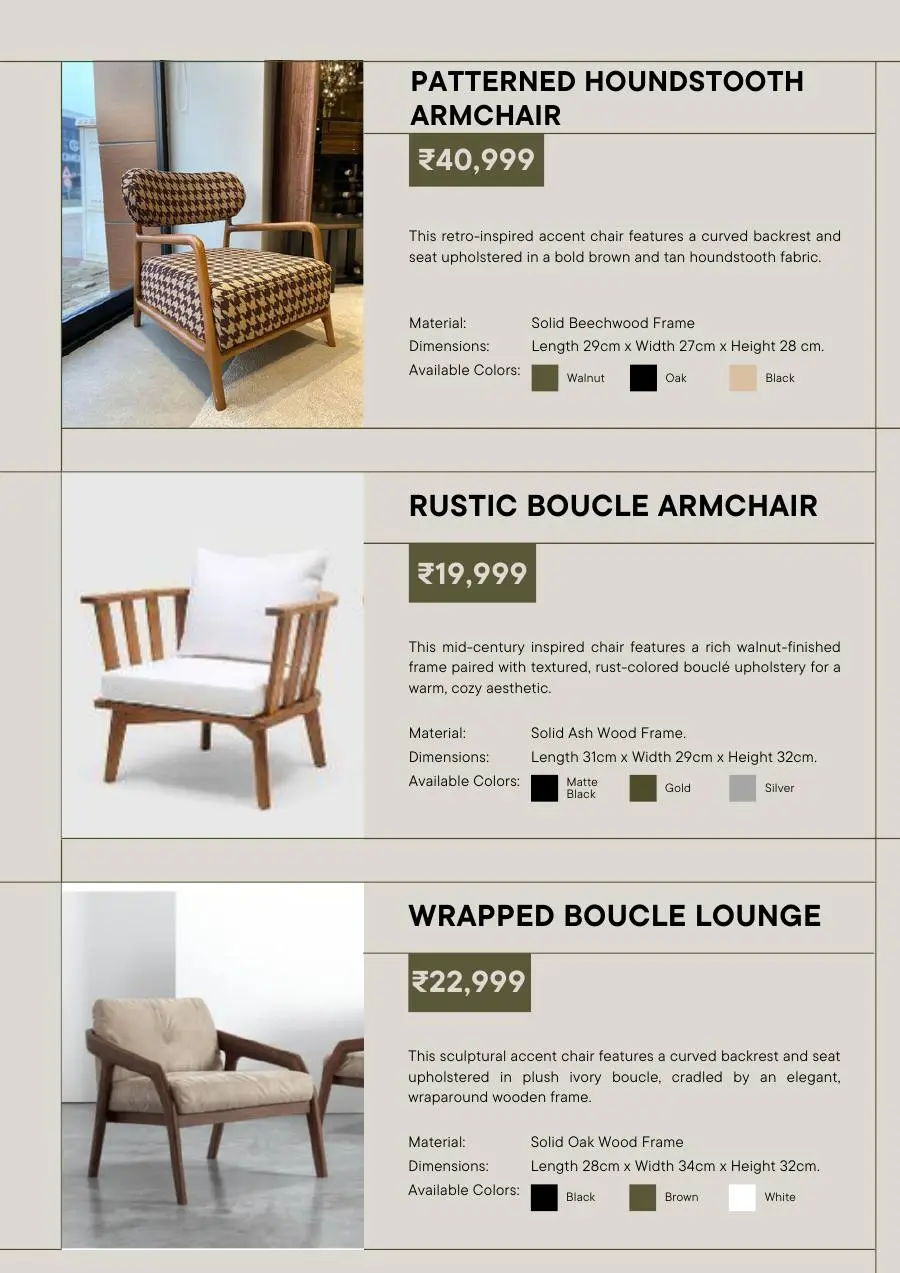 PATTERNED HOUNDSTOOTH
ARMCHAIR
₹40,999
This retro-inspired accent chair features a curved backrest and
seat upholstered in a bold brown and tan houndstooth fabric.
Material: Solid Beechwood Frame
Dimensions: Length 29cm x Width 27cm x Height 28 cm.
Available Colors: Walnut Oak Black
RUSTIC BOUCLE ARMCHAIR
₹19,999
This mid-century inspired chair features a rich walnut-finished
frame paired with textured, rust-colored bouclé upholstery for a
warm, cozy aesthetic.
Material: Solid Ash Wood Frame.
Dimensions: Length 31cm x Width 29cm x Height 32cm.
Available Colors: Matte
Black Gold Silver
WRAPPED BOUCLE LOUNGE
₹22,999
This sculptural accent chair features a curved backrest and seat
upholstered in plush ivory boucle, cradled by an elegant,
wraparound wooden frame.
Material: Solid Oak Wood Frame
Dimensions: Length 28cm x Width 34cm x Height 32cm.
Available Colors: Black Brown White